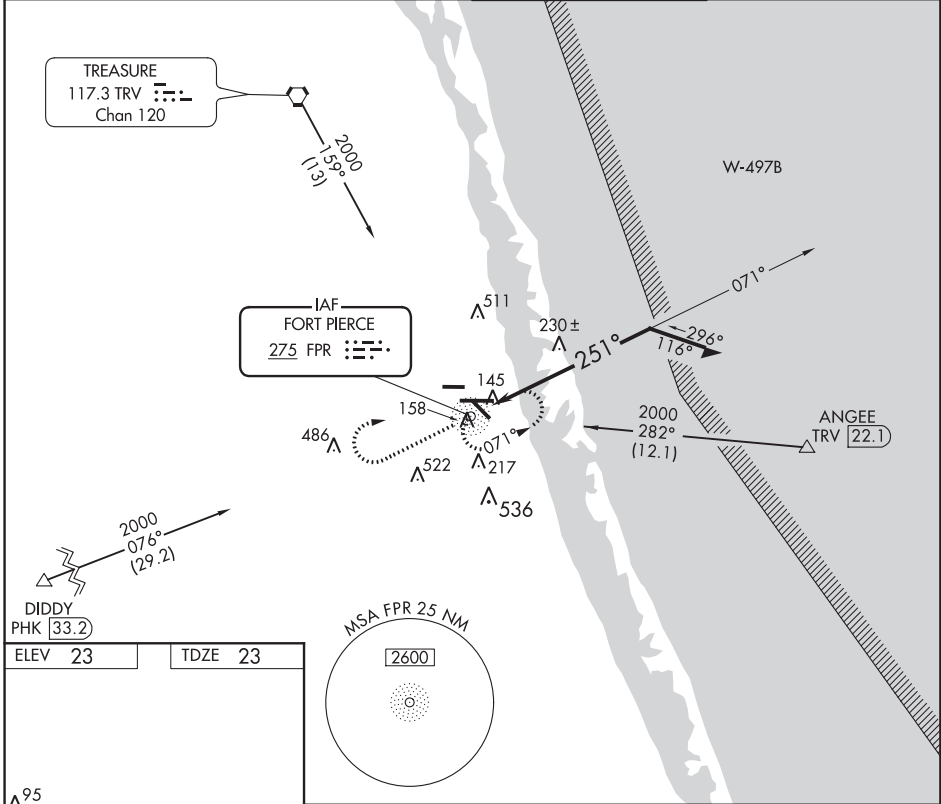 TREASURE
117.3 TRV
Chan 120
2000
159°
(13)
W-497B
071°
IAF
FORT PIERCE
275 FPR
511
230 ±
296°
116°
251°
145
158
486
071°
522
217
536
2000
282°
(12.1)
ANGEE
TRV 22.1
2000
076°
(29.2)
DIDDY
PHK 33.2
MSA FPR 25 NM
2600
ELEV 23
TDZE 23
95